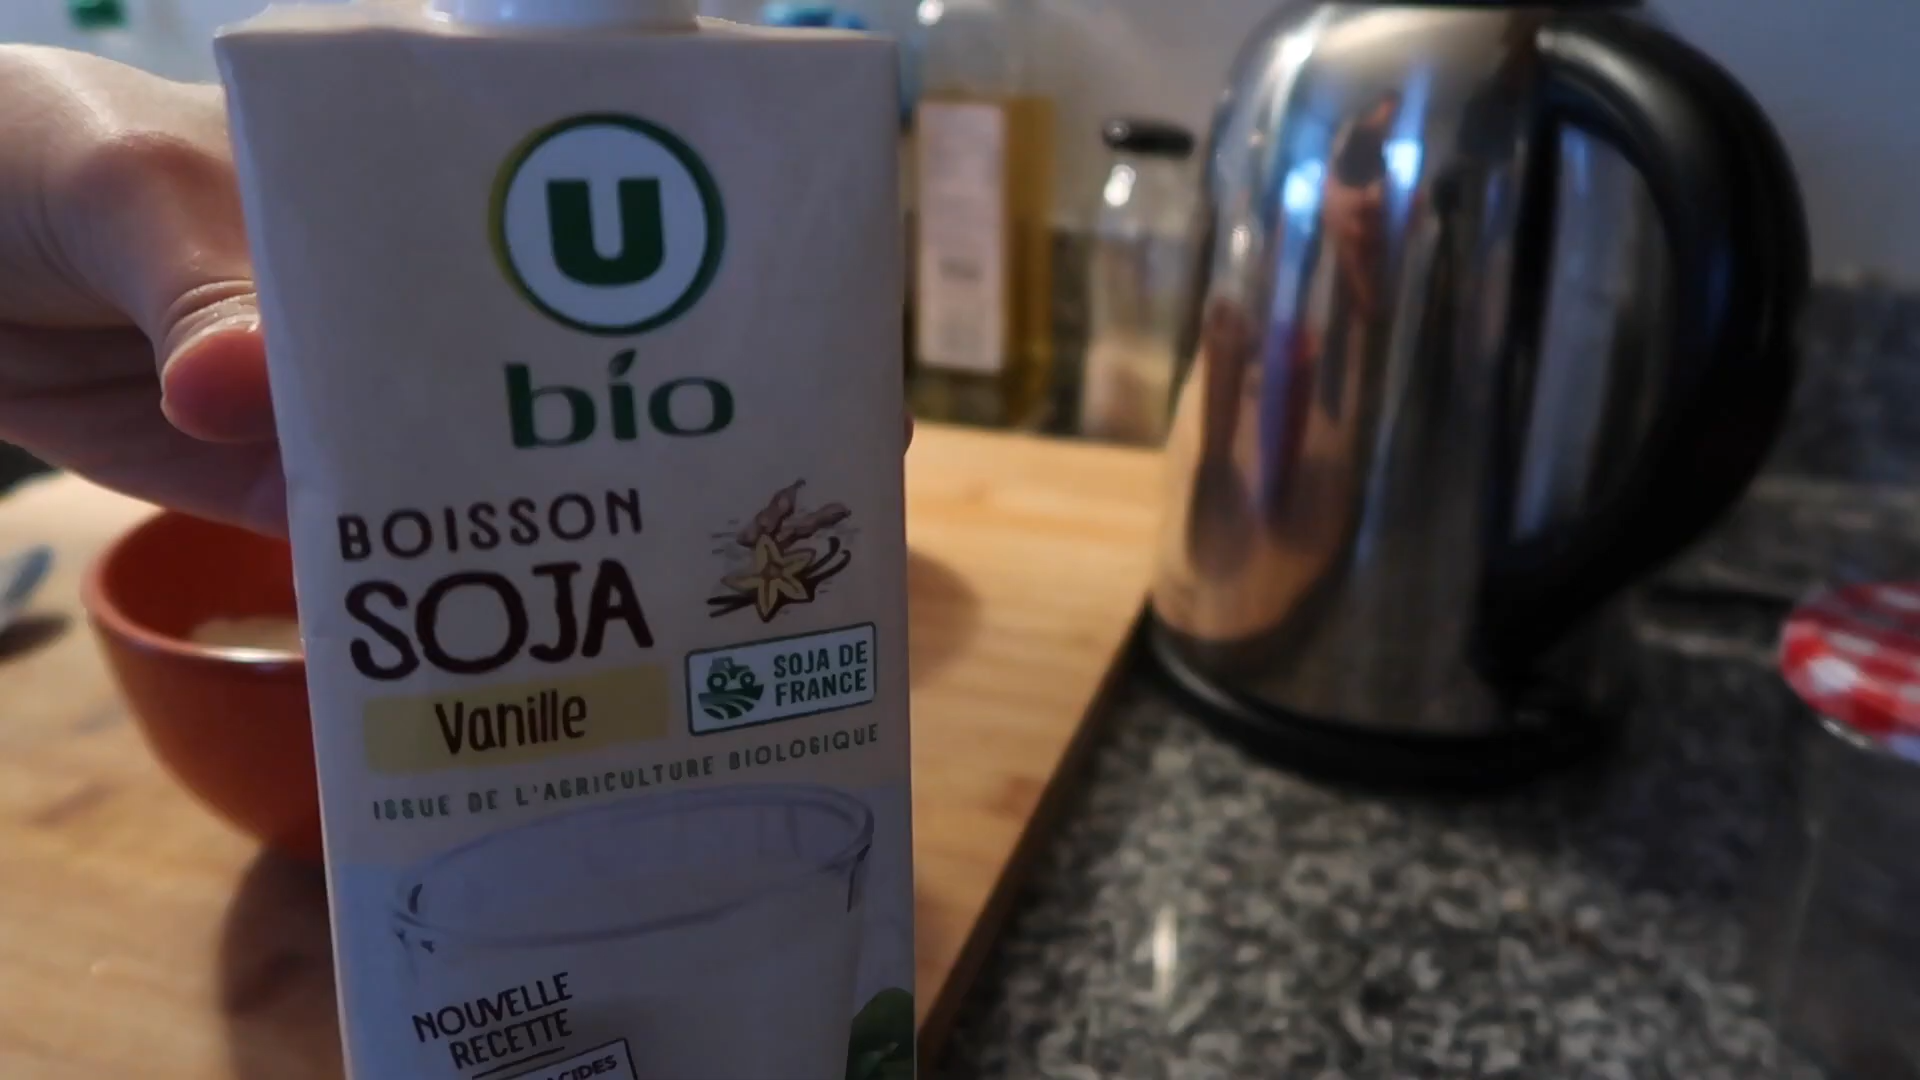 U
bio
BOISSON
SOJA
Vanille
SOJA DE
FRANCE
ISSUE DE L'AGRICULTURE BIOLOGIQUE
NOUVELLE
RECETTE